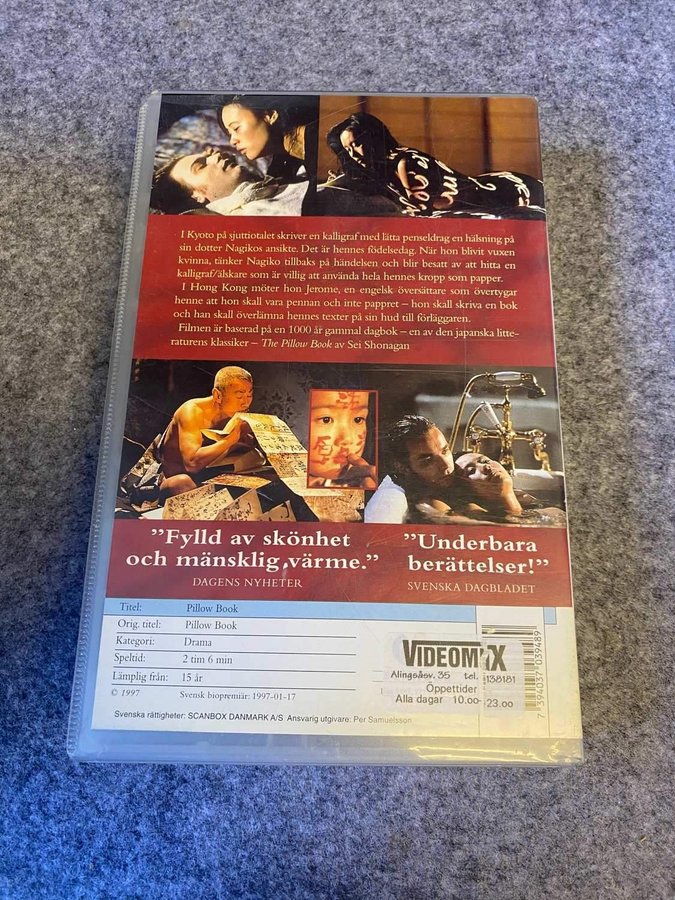 I Kyoto på sjuttiotalet skriver en kalligraf med lätta penseldrag en hälsning på
sin dotter Nagikos ansikte. Det är hennes födelsedag. När hon blivit vuxen
kvinna, tänker Nagiko tillbaks på händelsen och blir besatt av att hitta en
kalligraf/älskare som är villig att använda hela hennes kropp som papper.
I Hong Kong möter hon Jerome, en engelsk översättare som övertygar
henne att hon skall vara pennan och inte pappret – hon skall skriva en bok
och han skall överlämna hennes texter på sin hud till förläggaren.
Filmen är baserad på en 1000 år gammal dagbok – en av den japanska litte-
raturens klassiker – The Pillow Book av Sei Shonagan
"Fylld av skönhet
och mänsklig värme."
DAGENS NYHETER
"Underbara
berättelser!"
SVENSKA DAGBLADET
Titel: Pillow Book
Orig. titel: Pillow Book
Kategori: Drama
Speltid: 2 tim 6 min
Lämplig från: 15 år
© 1997 Svensk biopremiär: 1997-01-17
VIDEOMIX
Alingsåsv. 35 tel. 138181
Öppettider
Alla dagar 10.00-23.00
7 394037 039489
Svenska rättigheter: SCANBOX DANMARK A/S Ansvarig utgivare: Per Samuelsson